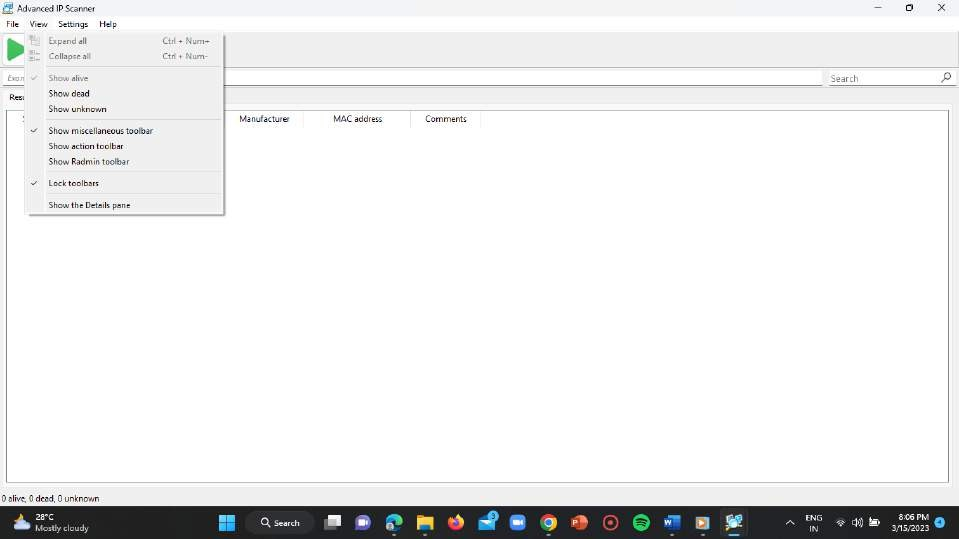 Advanced IP Scanner
File View Settings Help
Expand all Ctrl + Num+
Collapse all Ctrl + Num-
Show alive
Search
Show dead
Show unknown
Manufacturer MAC address Comments
Show miscellaneous toolbar
Show action toolbar
Show Radmin toolbar
Lock toolbars
Show the Details pane
0 alive, 0 dead, 0 unknown
28°C
Mostly cloudy
Search
3
ENG
IN
8:06 PM
3/15/2023
4